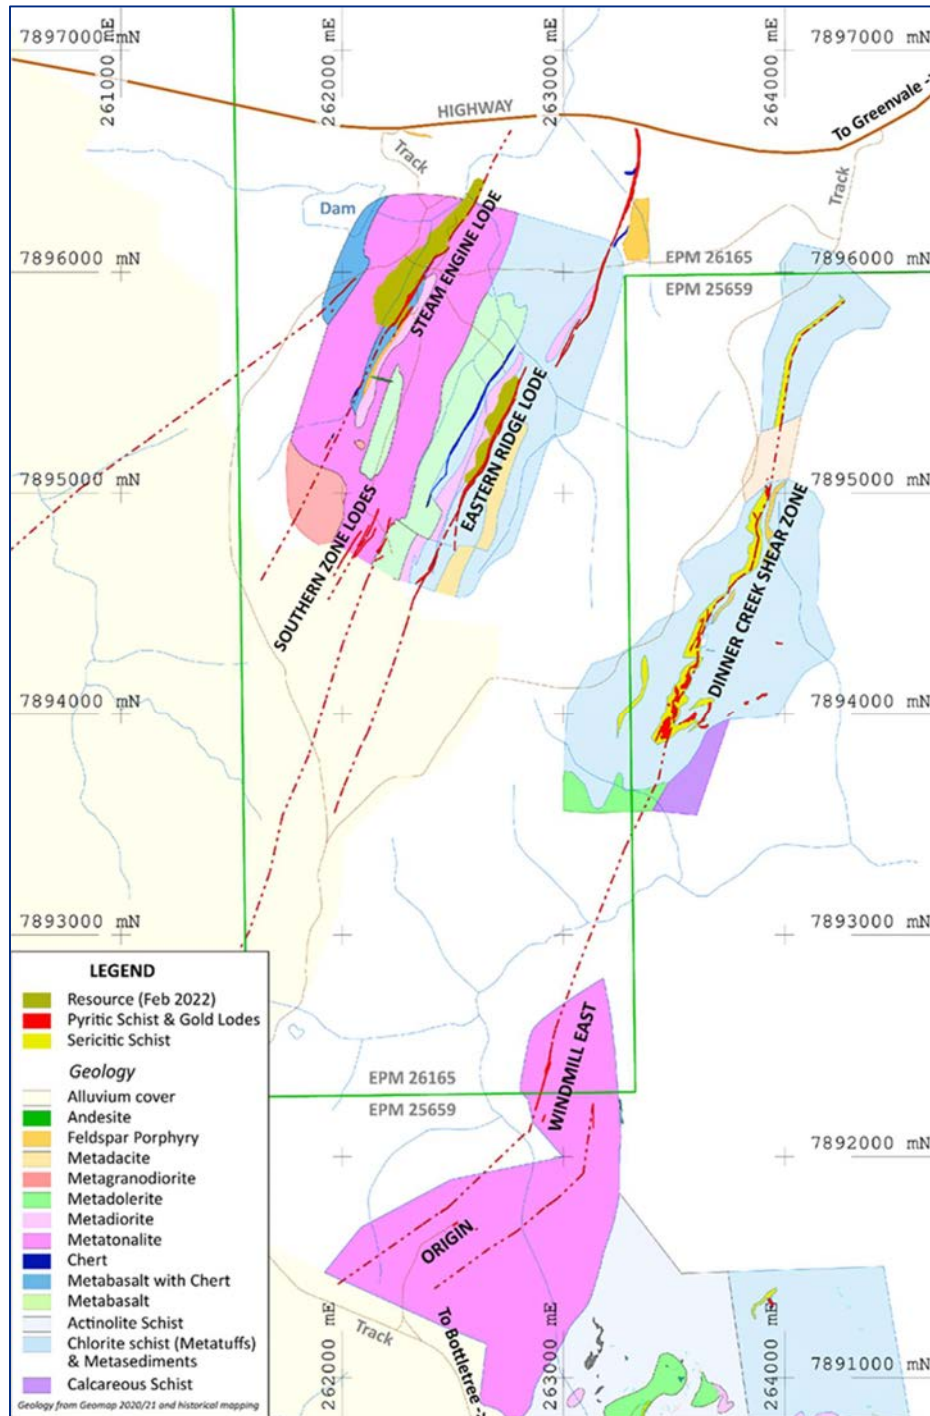 261000 mE
262000 mE
263000 mE
264000 mE
7897000 mN
7897000 mN
HIGHWAY
To Greenvale ->
Track
Track
Dam
STEAM ENGINE LODE
EPM 26165
EPM 25659
7896000 mN
7896000 mN
EASTERN RIDGE LODE
7895000 mN
7895000 mN
SOUTHERN ZONE LODES
DINNER CREEK SHEAR ZONE
7894000 mN
7894000 mN
7893000 mN
7893000 mN
WINDMILL EAST
EPM 26165
EPM 25659
7892000 mN
ORIGIN
To Bottletree
Track
262000 mE
263000 mE
264000 mE
7891000 mN
LEGEND
Resource (Feb 2022)
Pyritic Schist & Gold Lodes
Sericitic Schist
Geology
Alluvium cover
Andesite
Feldspar Porphyry
Metadacite
Metagranodiorite
Metadolerite
Metadiorite
Metatonalite
Chert
Metabasalt with Chert
Metabasalt
Actinolite Schist
Chlorite schist (Metatuffs)
& Metasediments
Calcareous Schist
Geology from Geomap 2020/21 and historical mapping